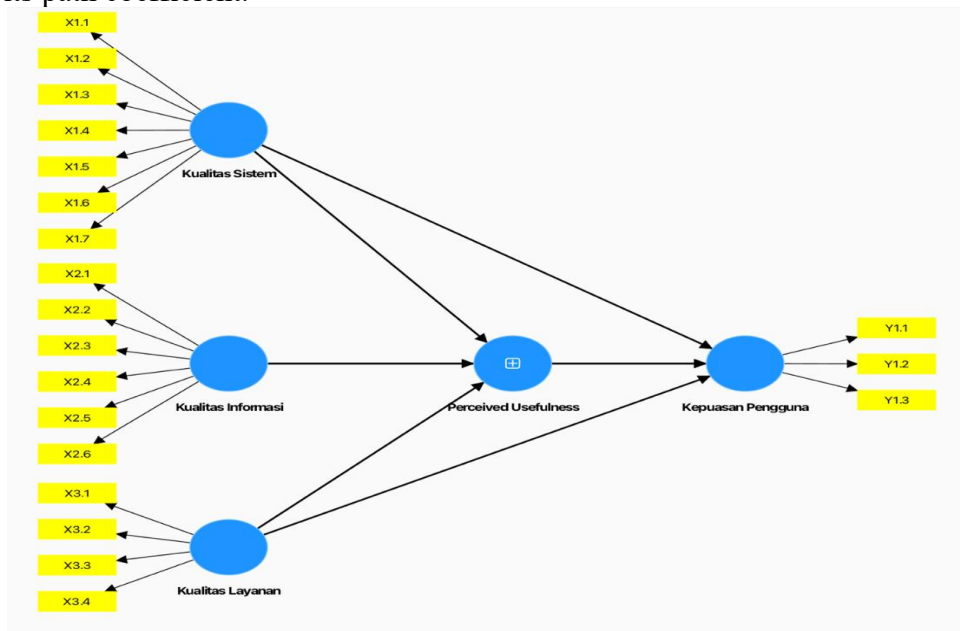 X1.1
X1.2
X1.3
X1.4
X1.5
X1.6
X1.7
Kualitas Sistem
X2.1
X2.2
X2.3
X2.4
X2.5
X2.6
Kualitas Informasi
Perceived Usefulness
Kepuasan Pengguna
Y1.1
Y1.2
Y1.3
X3.1
X3.2
X3.3
X3.4
Kualitas Layanan